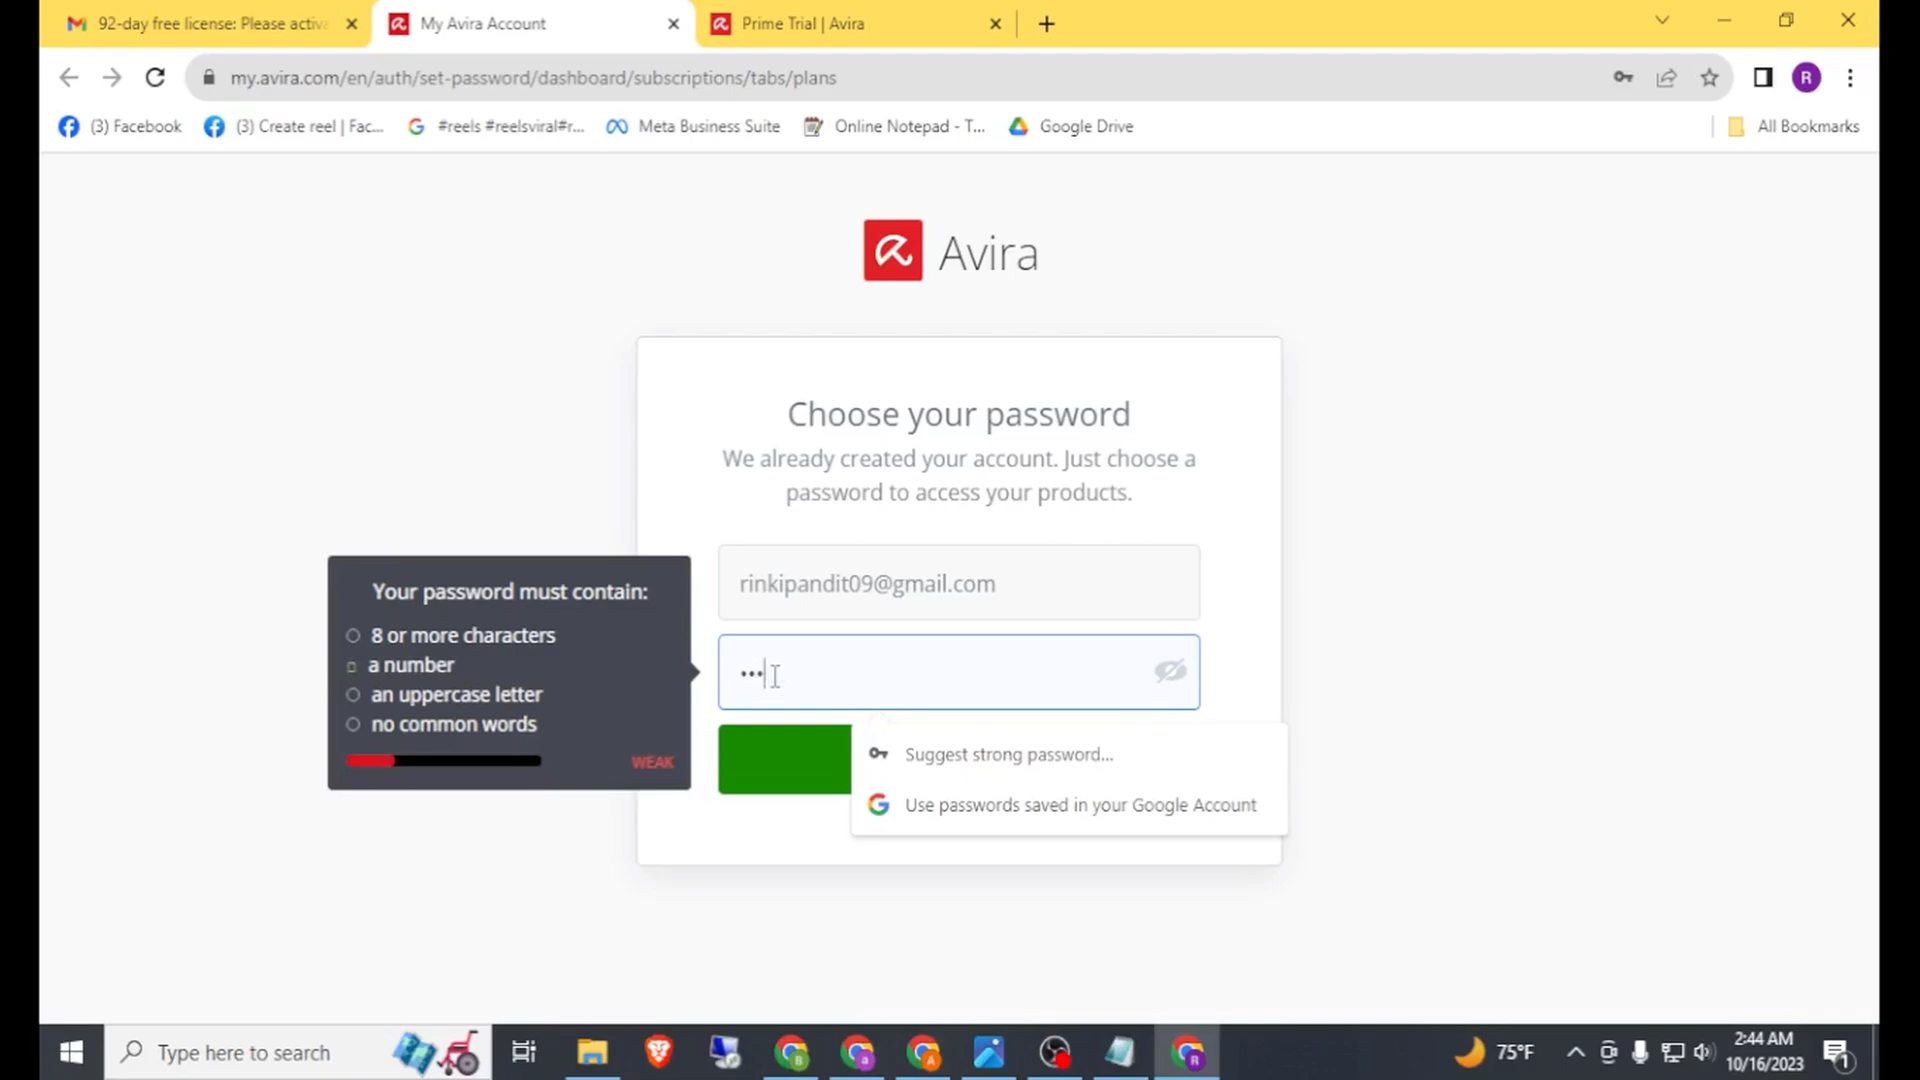 92-day free license: Please activa
My Avira Account
Prime Trial | Avira
my.avira.com/en/auth/set-password/dashboard/subscriptions/tabs/plans
R
(3) Facebook
(3) Create reel | Fac...
#reels #reelsviral#r...
Meta Business Suite
Online Notepad - T...
Google Drive
All Bookmarks
Avira
Choose your password
We already created your account. Just choose a
password to access your products.
rinkipandit09@gmail.com
Your password must contain:
8 or more characters
a number
an uppercase letter
no common words
WEAK
Suggest strong password...
Use passwords saved in your Google Account
Type here to search
B
a
A
R
75°F
2:44 AM
10/16/2023
1